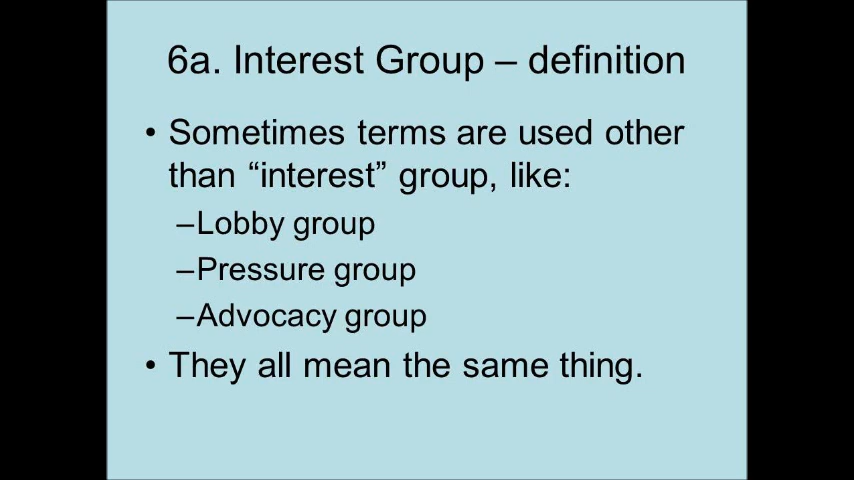 6a. Interest Group – definition
• Sometimes terms are used other
than “interest” group, like:
–Lobby group
–Pressure group
–Advocacy group
• They all mean the same thing.